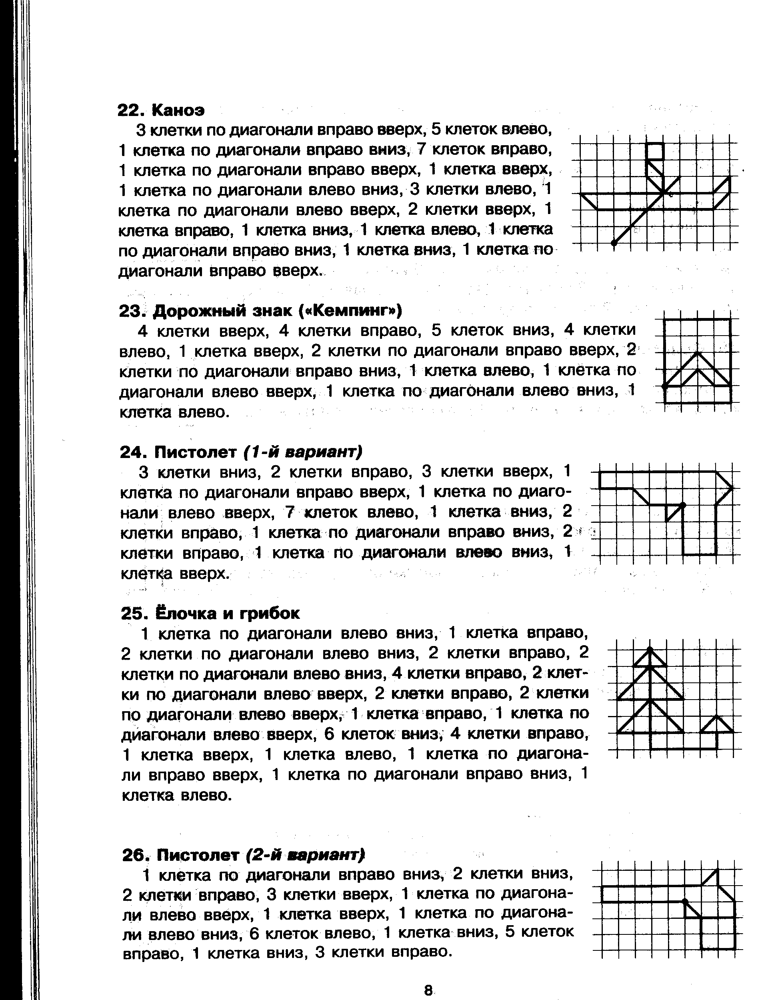 22. Каноэ
3 клетки по диагонали вправо вверх, 5 клеток влево,
1 клетка по диагонали вправо вниз, 7 клеток вправо,
1 клетка по диагонали вправо вверх, 1 клетка вверх,
1 клетка по диагонали влево вниз, 3 клетки влево, 1
клетка по диагонали влево вверх, 2 клетки вверх, 1
клетка вправо, 1 клетка вниз, 1 клетка влево, 1 клетка
по диагонали вправо вниз, 1 клетка вниз, 1 клетка по
диагонали вправо вверх.
23. Дорожный знак («Кемпинг»)
4 клетки вверх, 4 клетки вправо, 5 клеток вниз, 4 клетки
влево, 1 клетка вверх, 2 клетки по диагонали вправо вверх, 2
клетки по диагонали вправо вниз, 1 клетка влево, 1 клетка по
диагонали влево вверх, 1 клетка по диагонали влево вниз, 1
клетка влево.
24. Пистолет (1-й вариант)
3 клетки вниз, 2 клетки вправо, 3 клетки вверх, 1
клетка по диагонали вправо вверх, 1 клетка по диаго-
нали влево вверх, 7 клеток влево, 1 клетка вниз, 2
клетки вправо, 1 клетка по диагонали вправо вниз, 2
клетки вправо, 1 клетка по диагонали влево вниз, 1
клетка вверх.
25. Ёлочка и грибок
1 клетка по диагонали влево вниз, 1 клетка вправо,
2 клетки по диагонали влево вниз, 2 клетки вправо, 2
клетки по диагонали влево вниз, 4 клетки вправо, 2 клет-
ки по диагонали влево вверх, 2 клетки вправо, 2 клетки
по диагонали влево вверх, 1 клетка вправо, 1 клетка по
диагонали влево вверх, 6 клеток вниз, 4 клетки вправо,
1 клетка вверх, 1 клетка влево, 1 клетка по диагона-
ли вправо вверх, 1 клетка по диагонали вправо вниз, 1
клетка влево.
26. Пистолет (2-й вариант)
1 клетка по диагонали вправо вниз, 2 клетки вниз,
2 клетки вправо, 3 клетки вверх, 1 клетка по диагона-
ли влево вверх, 1 клетка вверх, 1 клетка по диагона-
ли влево вниз, 6 клеток влево, 1 клетка вниз, 5 клеток
вправо, 1 клетка вниз, 3 клетки вправо.
8